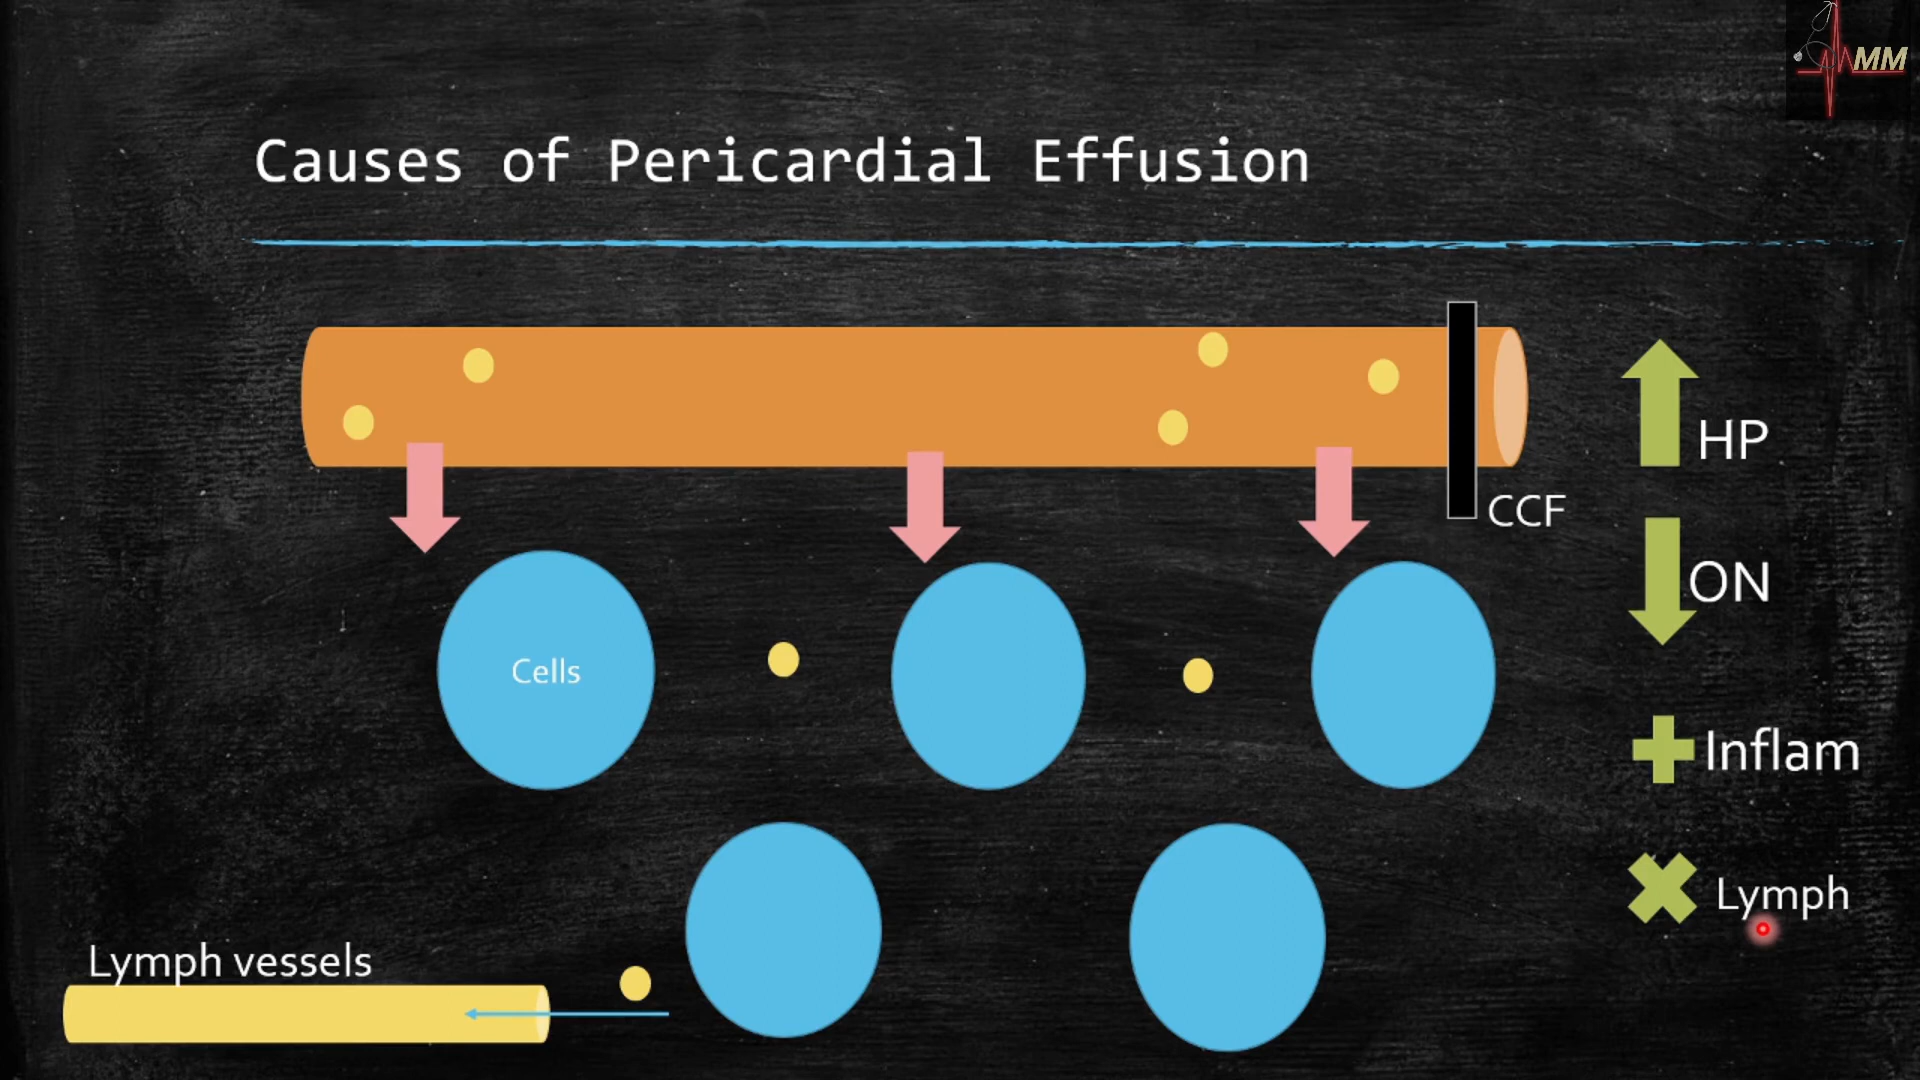 MM
Causes of Pericardial Effusion
HP
CCF
ON
Cells
Inflam
Lymph
Lymph vessels